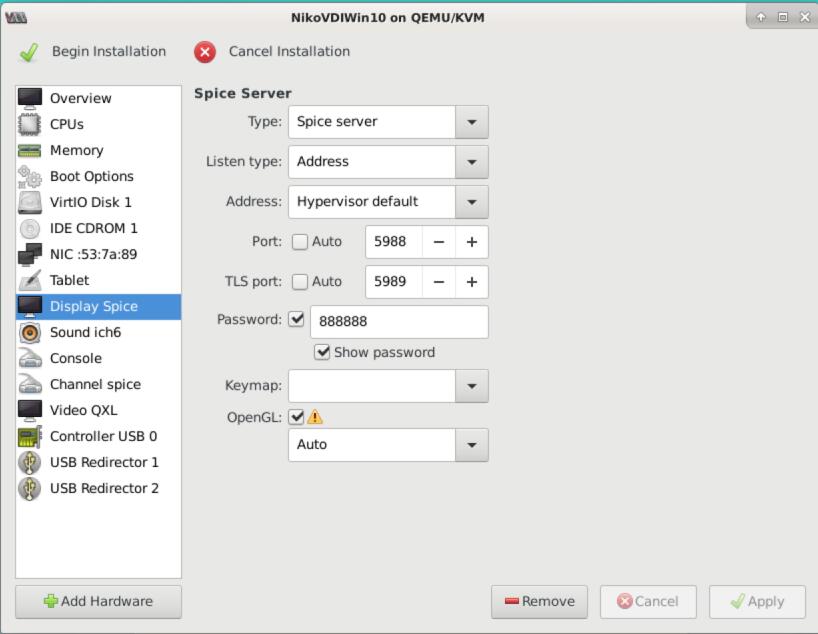 NikoVDIWin10 on QEMU/KVM
Begin Installation
Cancel Installation
Overview
CPUs
Memory
Boot Options
VirtIO Disk 1
IDE CDROM 1
NIC :53:7a:89
Tablet
Display Spice
Sound ich6
Console
Channel spice
Video QXL
Controller USB 0
USB Redirector 1
USB Redirector 2
Add Hardware
Spice Server
Type: Spice server
Listen type: Address
Address: Hypervisor default
Port: Auto 5988 − +
TLS port: Auto 5989 − +
Password: 888888
Show password
Keymap:
OpenGL:
Auto
Remove
Cancel
Apply